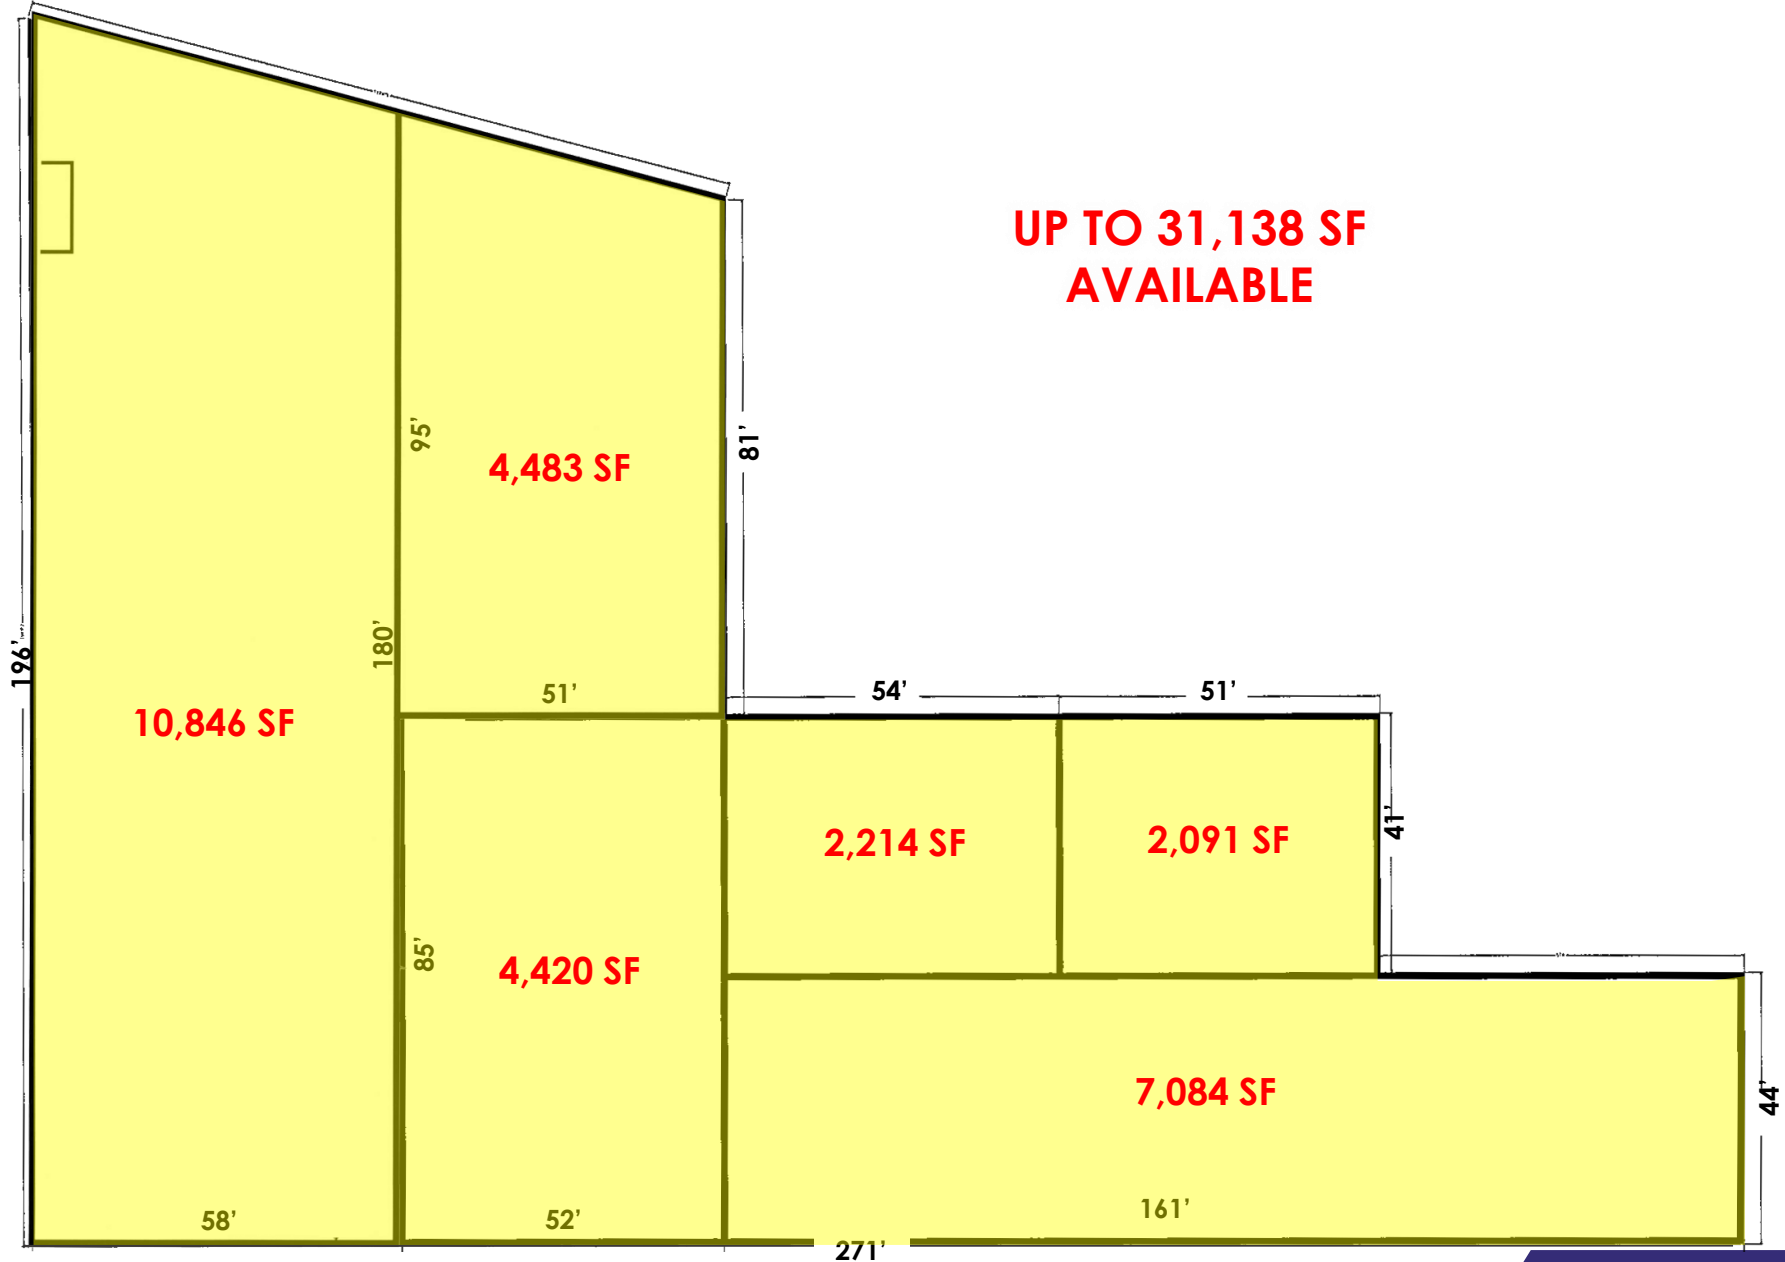 UP TO 31,138 SF
AVAILABLE
95'
4,483 SF
81'
196'
180'
51'
54'
51'
10,846 SF
2,214 SF
2,091 SF
41'
85'
4,420 SF
7,084 SF
44'
58'
52'
161'
271'